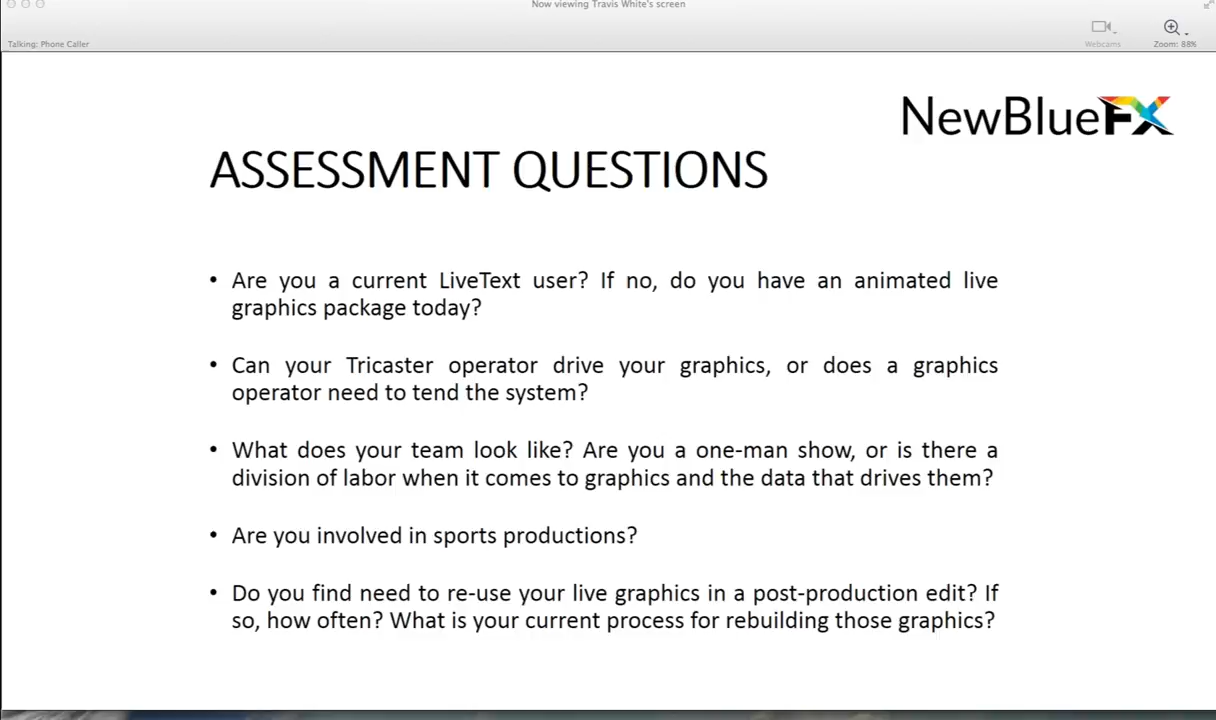 Now viewing Travis White's screen
Talking: Phone Caller
Webcams
Zoom: 88%
NewBlueFX
ASSESSMENT QUESTIONS
• Are you a current LiveText user? If no, do you have an animated live
graphics package today?
• Can your Tricaster operator drive your graphics, or does a graphics
operator need to tend the system?
• What does your team look like? Are you a one-man show, or is there a
division of labor when it comes to graphics and the data that drives them?
• Are you involved in sports productions?
• Do you find need to re-use your live graphics in a post-production edit? If
so, how often? What is your current process for rebuilding those graphics?